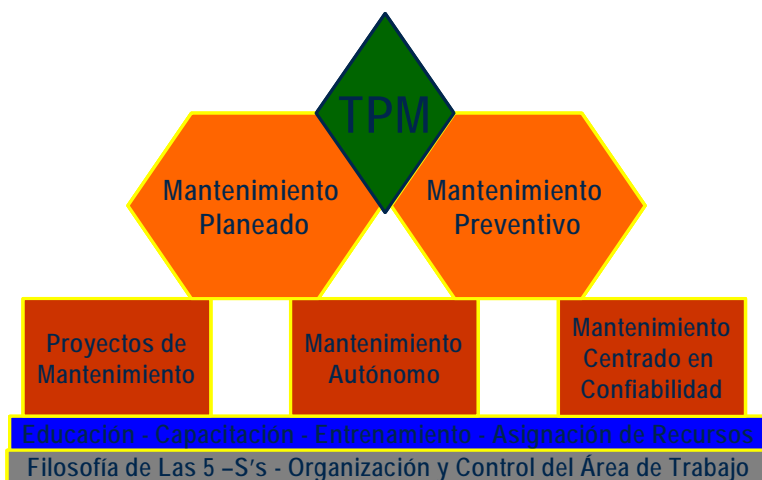 TPM
Mantenimiento
Planeado
Mantenimiento
Preventivo
Proyectos de
Mantenimiento
Mantenimiento
Autónomo
Mantenimiento
Centrado en
Confiabilidad
Educación - Capacitación - Entrenamiento - Asignación de Recursos
Filosofía de Las 5 –S's - Organización y Control del Área de Trabajo